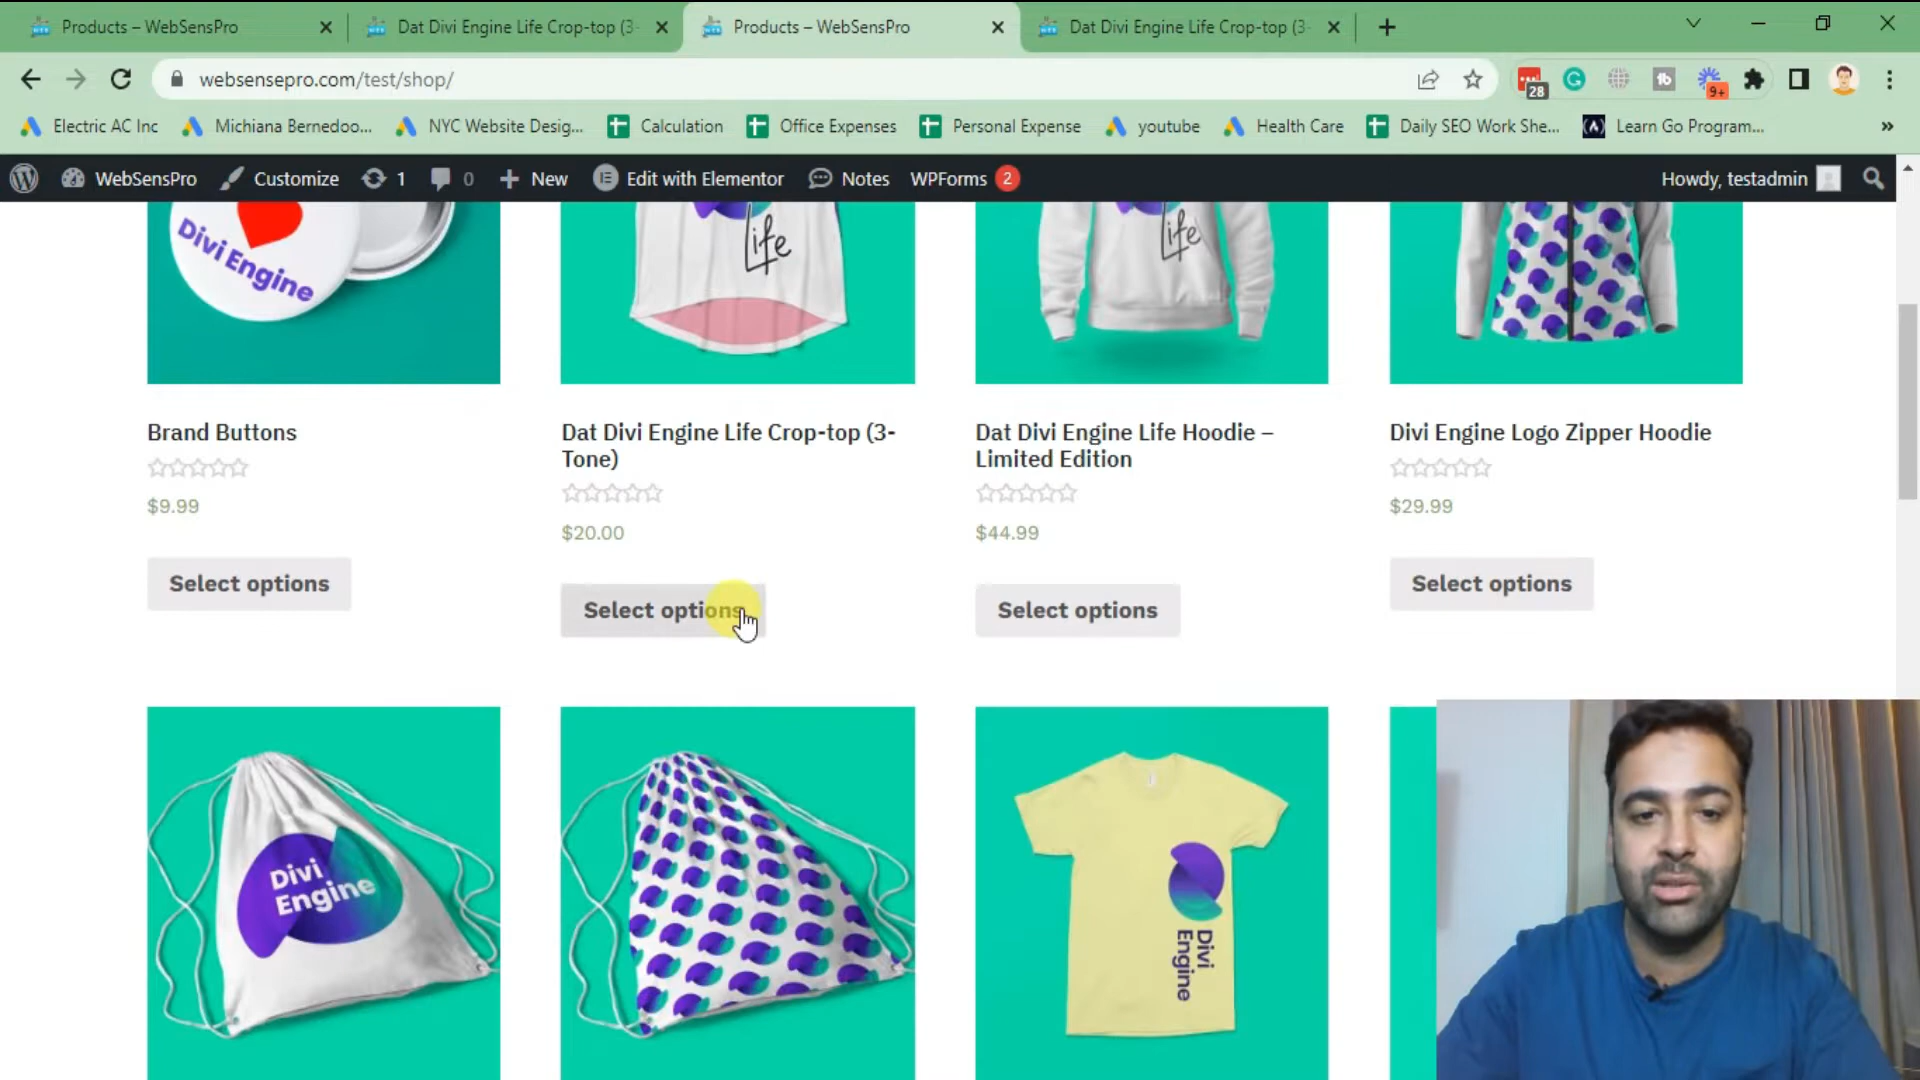 Products – WebSensPro
Dat Divi Engine Life Crop-top (3-
Products – WebSensPro
Dat Divi Engine Life Crop-top (3-
websensepro.com/test/shop/
28
9+
Electric AC Inc
Michiana Bernedoo...
NYC Website Desig...
Calculation
Office Expenses
Personal Expense
youtube
Health Care
Daily SEO Work She...
Learn Go Program...
WebSensPro
Customize
1
0
New
Edit with Elementor
Notes
WPForms 2
Howdy, testadmin
Divi Engine
Life
Life
Brand Buttons
$9.99
Select options
Dat Divi Engine Life Crop-top (3-
Tone)
$20.00
Select options
Dat Divi Engine Life Hoodie –
Limited Edition
$44.99
Select options
Divi Engine Logo Zipper Hoodie
$29.99
Select options
Divi
Engine
Divi
Engine